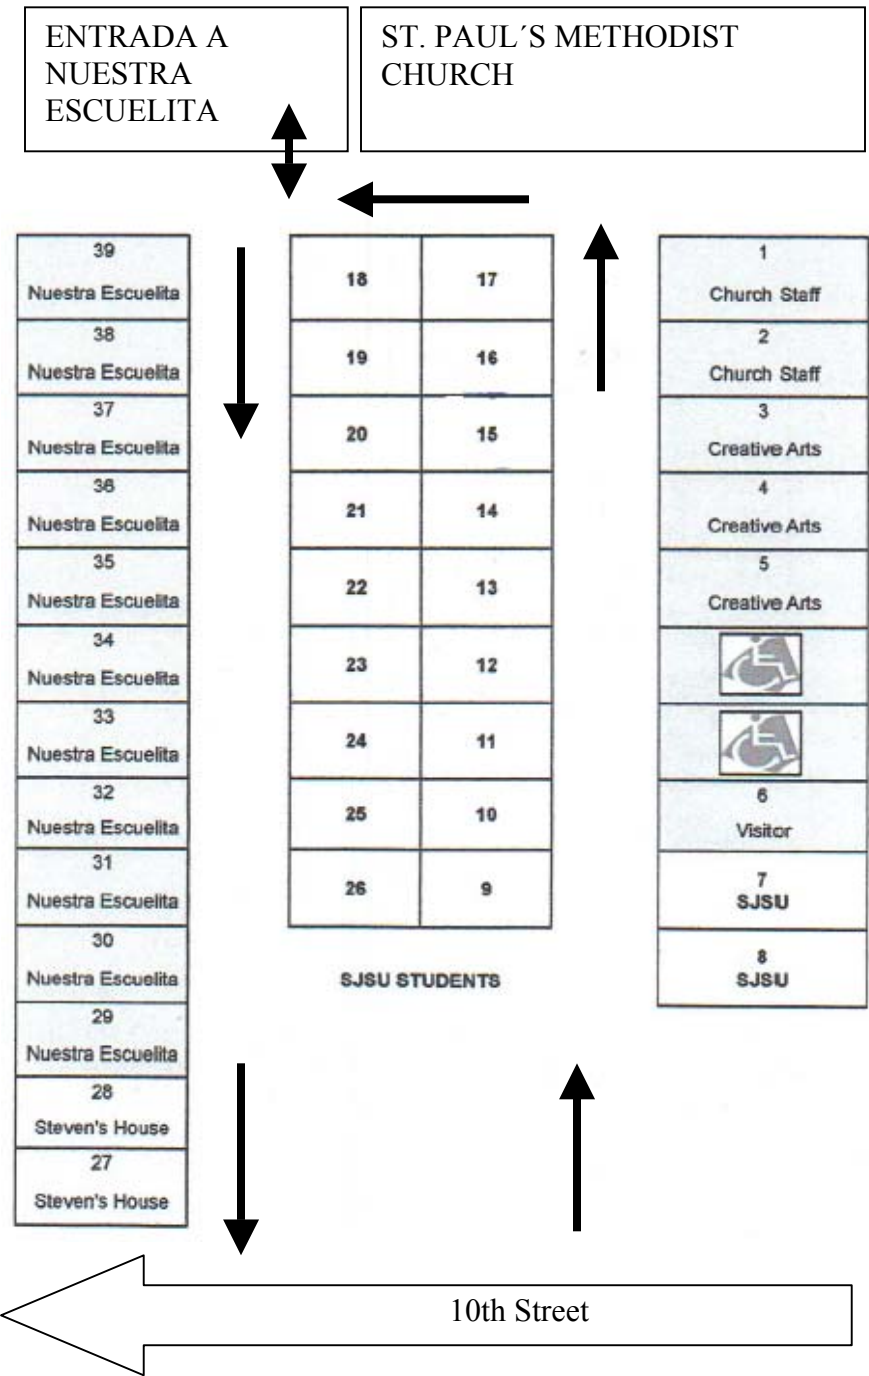 ENTRADA A
NUESTRA
ESCUELITA
ST. PAUL´S METHODIST
CHURCH
39
Nuestra Escuelita
38
Nuestra Escuelita
37
Nuestra Escuelita
36
Nuestra Escuelita
35
Nuestra Escuelita
34
Nuestra Escuelita
33
Nuestra Escuelita
32
Nuestra Escuelita
31
Nuestra Escuelita
30
Nuestra Escuelita
29
Nuestra Escuelita
28
Steven's House
27
Steven's House
18 17
19 16
20 15
21 14
22 13
23 12
24 11
25 10
26 9
SJSU STUDENTS
1
Church Staff
2
Church Staff
3
Creative Arts
4
Creative Arts
5
Creative Arts
6
Visitor
7
SJSU
8
SJSU
10th Street